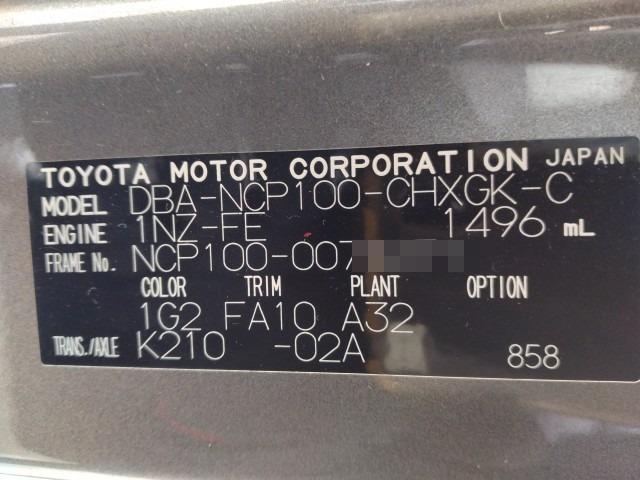 TOYOTA MOTOR CORPORATION JAPAN
MODEL DBA-NCP100-CHXGK-C
ENGINE 1NZ-FE 1496 mL
FRAME No. NCP100-007
COLOR TRIM PLANT OPTION
1G2 FA10 A32
TRANS./AXLE K210 -02A 858